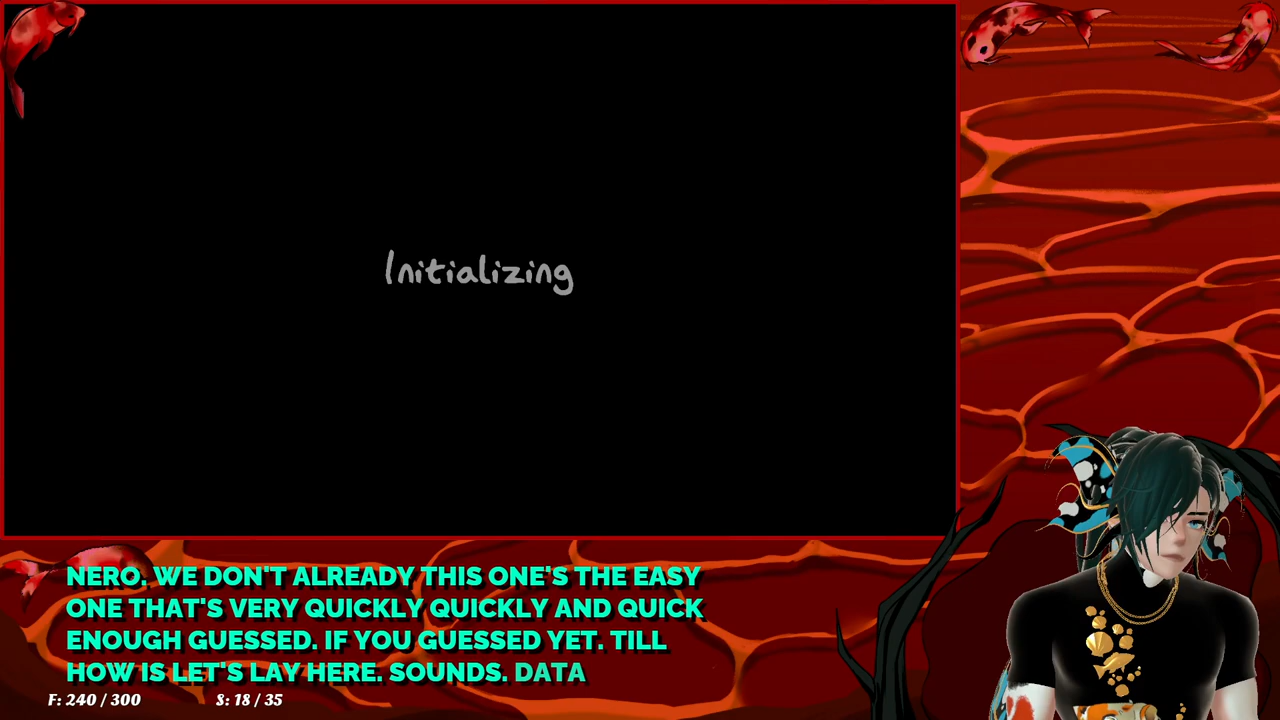 Initializing
NERO. WE DON'T ALREADY THIS ONE'S THE EASY
ONE THAT'S VERY QUICKLY QUICKLY AND QUICK
ENOUGH GUESSED. IF YOU GUESSED YET. TILL
HOW IS LET'S LAY HERE. SOUNDS. DATA
F: 240 / 300 S: 18 / 35